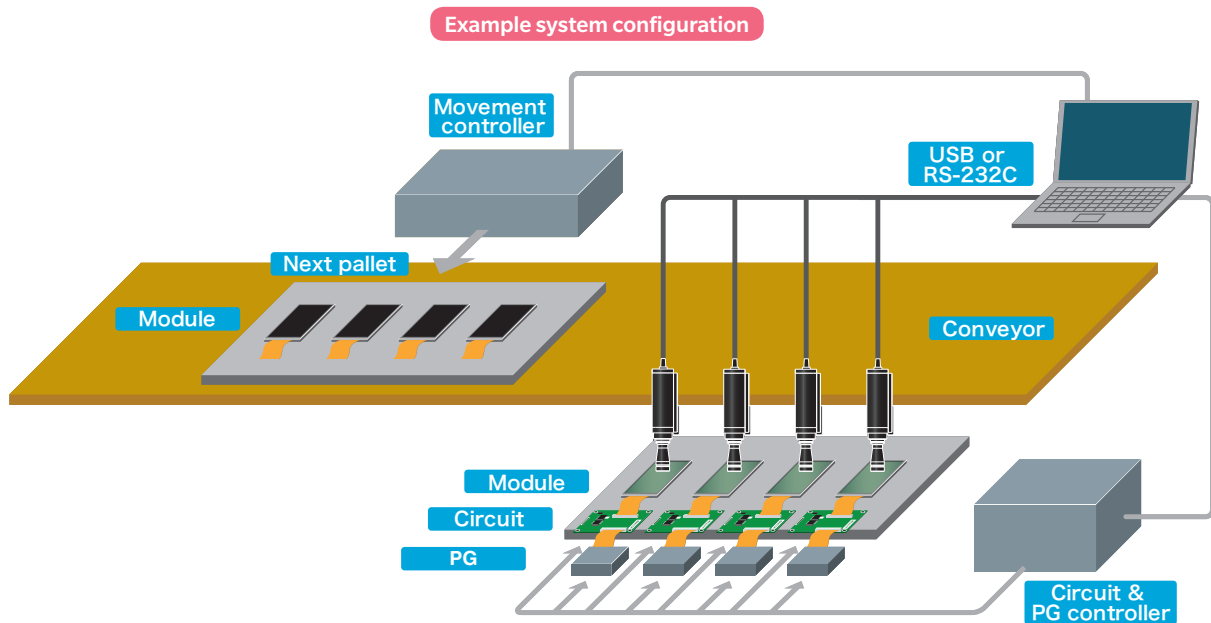 Example system configuration
Movement
controller
USB or
RS-232C
Next pallet
Module
Conveyor
Module
Circuit
PG
Circuit &
PG controller